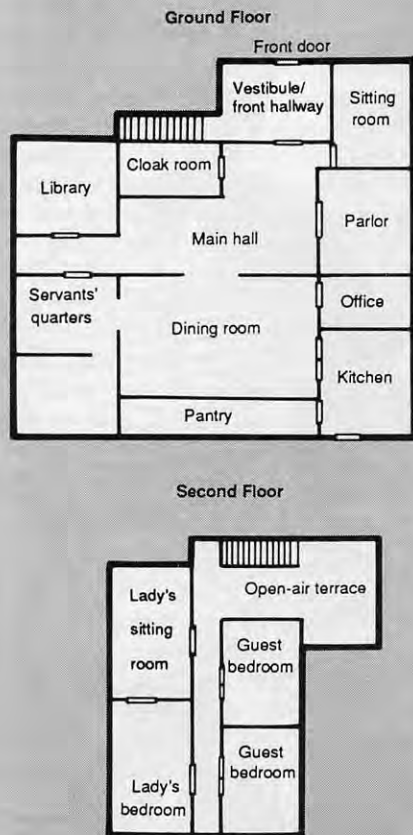 Ground Floor
Front door
Vestibule/
front hallway
Sitting
room
Cloak room
Library
Main hall
Parlor
Servants'
quarters
Office
Dining room
Kitchen
Pantry
Second Floor
Lady's
sitting
room
Open-air terrace
Guest
bedroom
Guest
bedroom
Lady's
bedroom